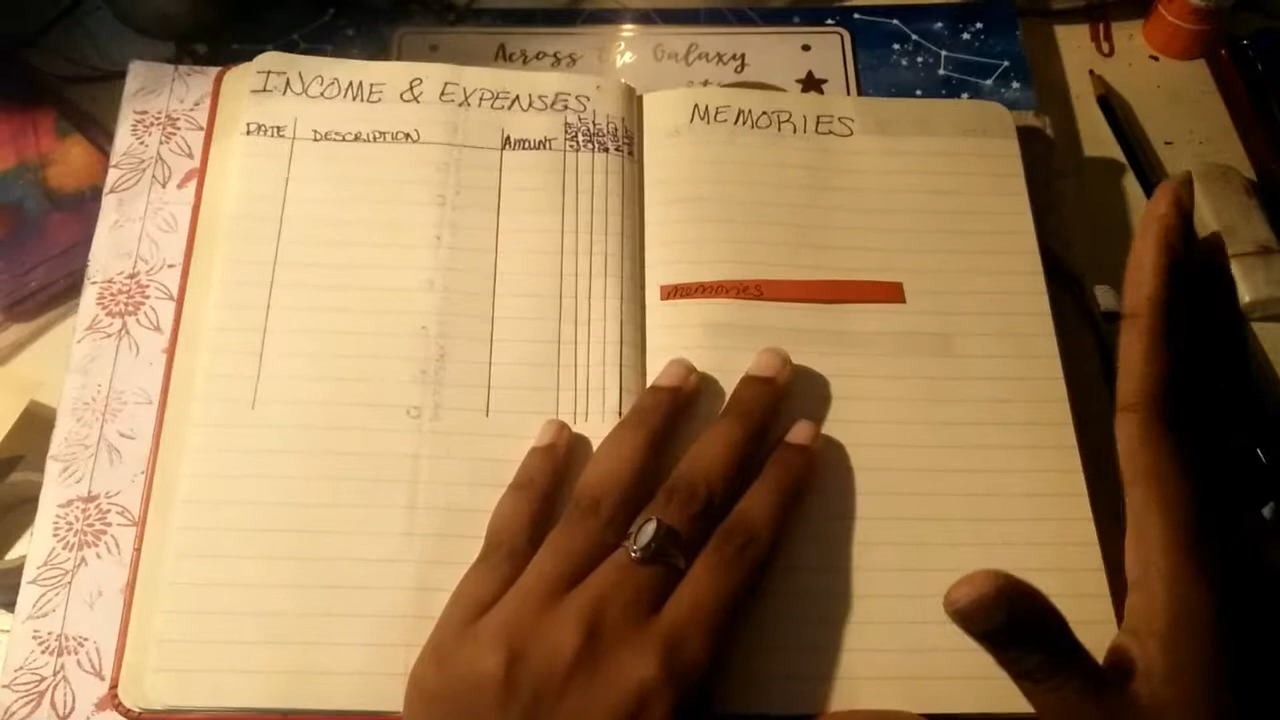 Across the Galaxy
INCOME & EXPENSES
DATE DESCRIPTION AMOUNT
MEMORIES
memories